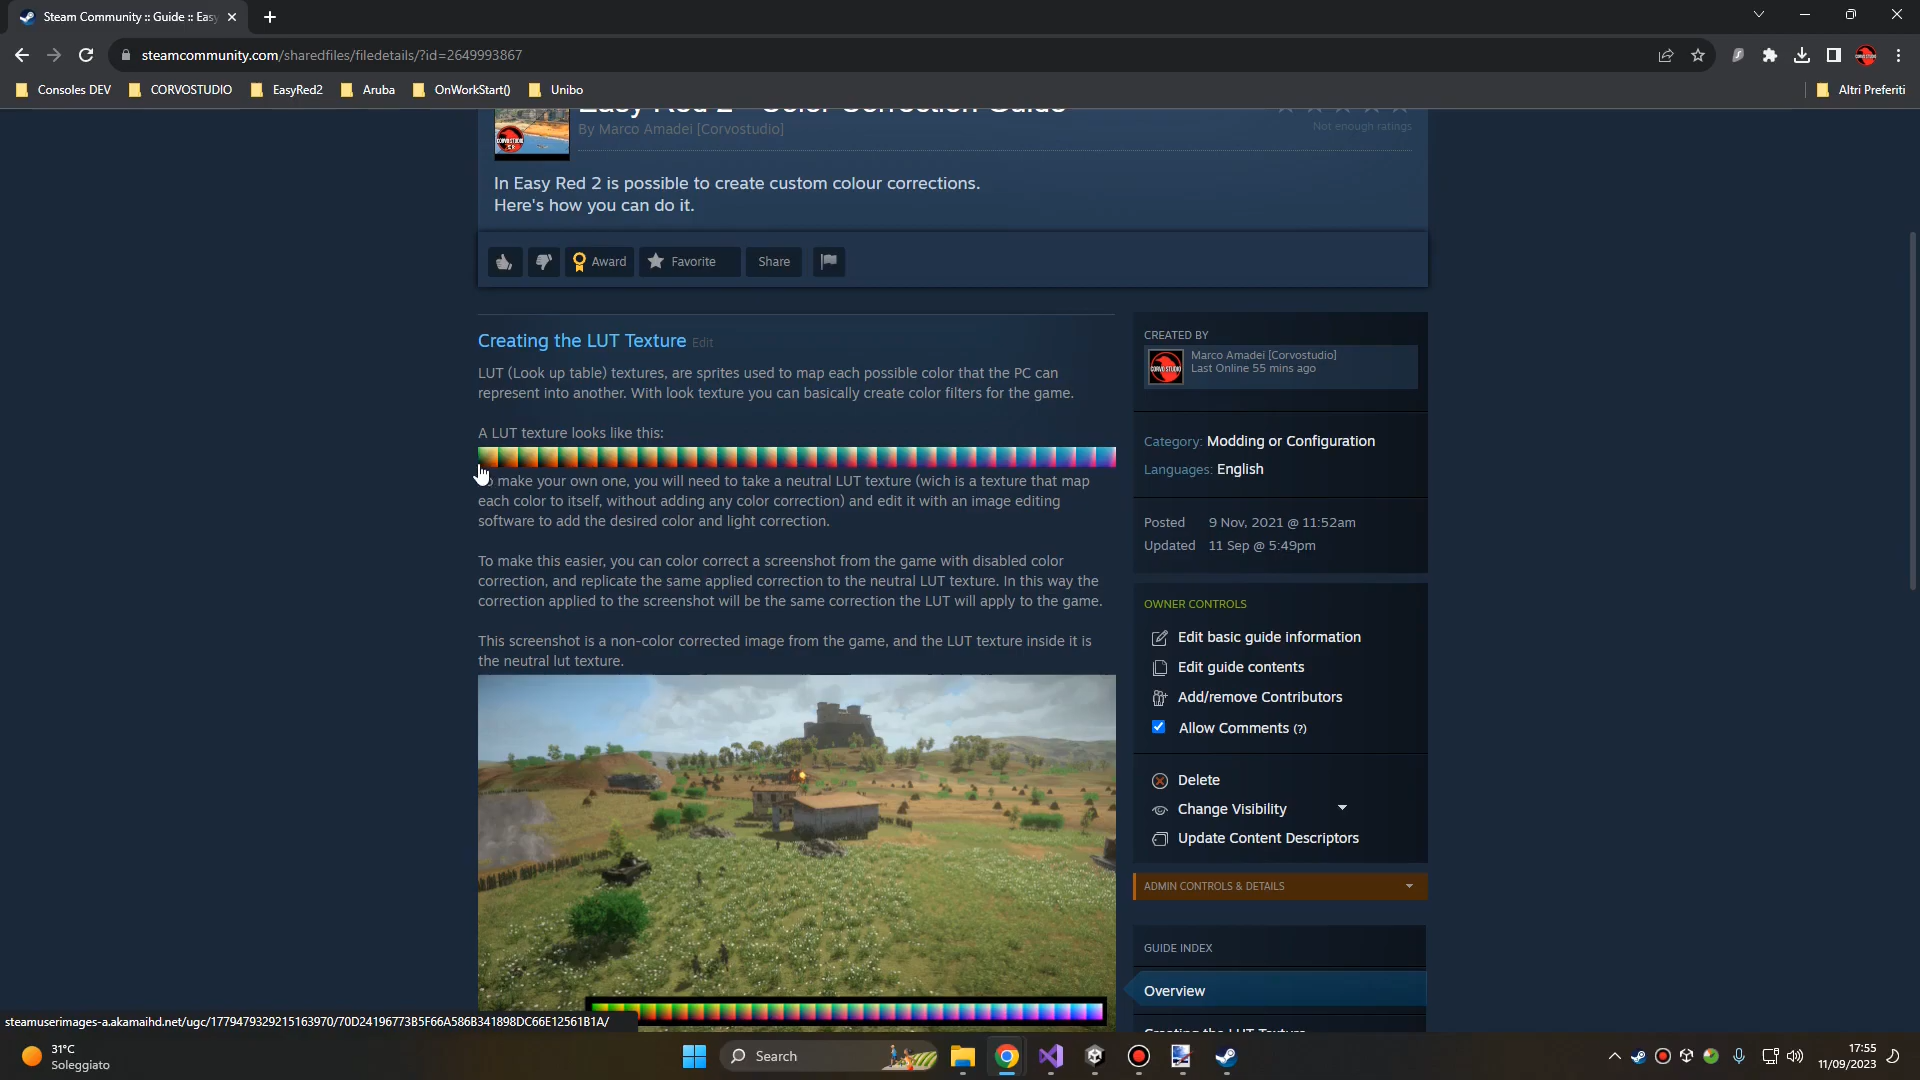 Steam Community :: Guide :: Easy
steamcommunity.com/sharedfiles/filedetails/?id=2649993867
Consoles DEV
CORVOSTUDIO
EasyRed2
Aruba
OnWorkStart()
Unibo
Altri Preferiti
Easy Red 2 - Color Correction Guide
By Marco Amadei [Corvostudio]
Not enough ratings
In Easy Red 2 is possible to create custom colour corrections.
Here's how you can do it.
Award
Favorite
Share
Creating the LUT Texture Edit
LUT (Look up table) textures, are sprites used to map each possible color that the PC can
represent into another. With look texture you can basically create color filters for the game.
A LUT texture looks like this:
make your own one, you will need to take a neutral LUT texture (wich is a texture that map
each color to itself, without adding any color correction) and edit it with an image editing
software to add the desired color and light correction.
To make this easier, you can color correct a screenshot from the game with disabled color
correction, and replicate the same applied correction to the neutral LUT texture. In this way the
correction applied to the screenshot will be the same correction the LUT will apply to the game.
This screenshot is a non-color corrected image from the game, and the LUT texture inside it is
the neutral lut texture.
CREATED BY
Marco Amadei [Corvostudio]
Last Online 55 mins ago
CORVO STUDIO
Category: Modding or Configuration
Languages: English
Posted 9 Nov, 2021 @ 11:52am
Updated 11 Sep @ 5:49pm
OWNER CONTROLS
Edit basic guide information
Edit guide contents
Add/remove Contributors
Allow Comments (?)
Delete
Change Visibility
Update Content Descriptors
ADMIN CONTROLS & DETAILS
GUIDE INDEX
Overview
Creating the LUT Texture
steamuserimages-a.akamaihd.net/ugc/1779479329215163970/70D24196773B5F66A586B341898DC66E12561B1A/
31°C
Soleggiato
Search
17:55
11/09/2023